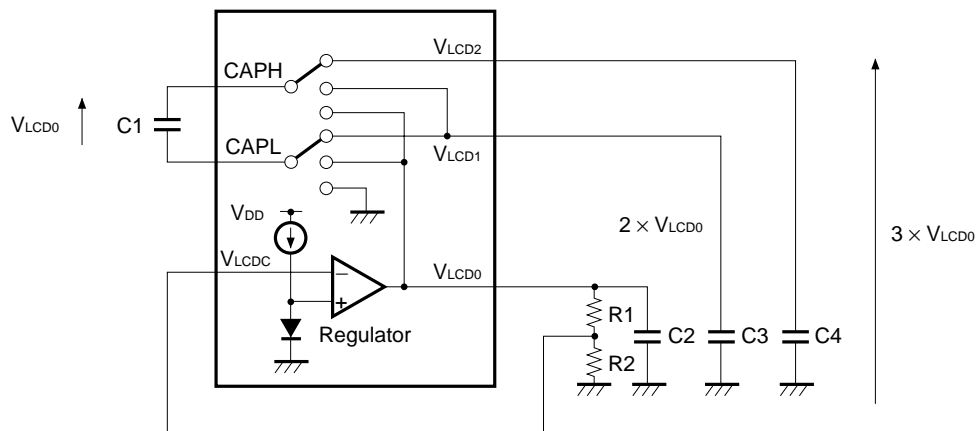 VLCD2
CAPH
VLCD0
C1
CAPL
VLCD1
VDD
2 × VLCD0
3 × VLCD0
VLCDC
VLCD0
−
+
R1
Regulator
C2
C3
C4
R2